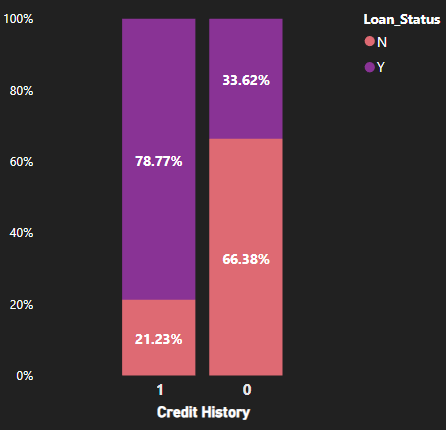 Loan_Status
N
Y
100%
80%
60%
40%
20%
0%
78.77%
21.23%
33.62%
66.38%
1 0
Credit History